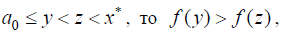 a₀ ≤ y < z < x*, то f(y) > f(z),